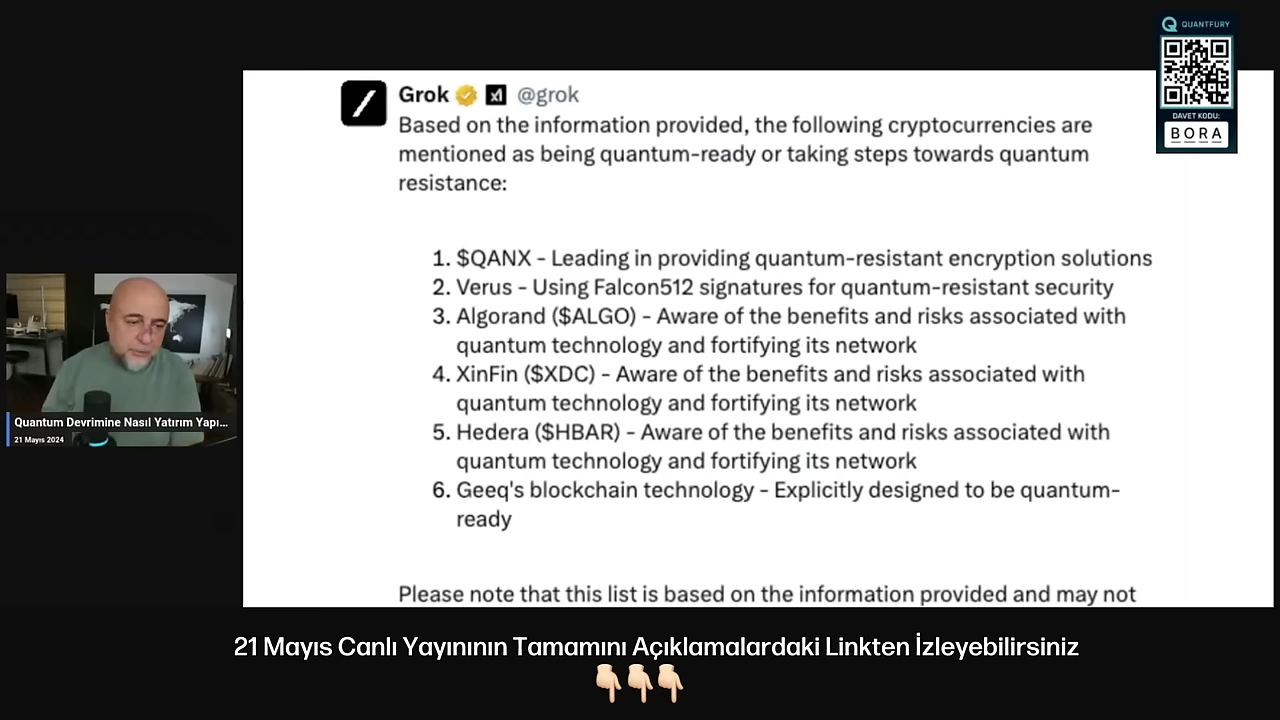 QUANTFURY
DAVET KODU:
BORA
Grok @grok
Based on the information provided, the following cryptocurrencies are
mentioned as being quantum-ready or taking steps towards quantum
resistance:
1. $QANX - Leading in providing quantum-resistant encryption solutions
2. Verus - Using Falcon512 signatures for quantum-resistant security
3. Algorand ($ALGO) - Aware of the benefits and risks associated with
quantum technology and fortifying its network
4. XinFin ($XDC) - Aware of the benefits and risks associated with
quantum technology and fortifying its network
5. Hedera ($HBAR) - Aware of the benefits and risks associated with
quantum technology and fortifying its network
6. Geeq's blockchain technology - Explicitly designed to be quantum-
ready
Please note that this list is based on the information provided and may not
Quantum Devrimine Nasıl Yatırım Yapı...
21 Mayıs 2024
21 Mayıs Canlı Yayınının Tamamını Açıklamalardaki Linkten İzleyebilirsiniz
👇🏻👇🏻👇🏻